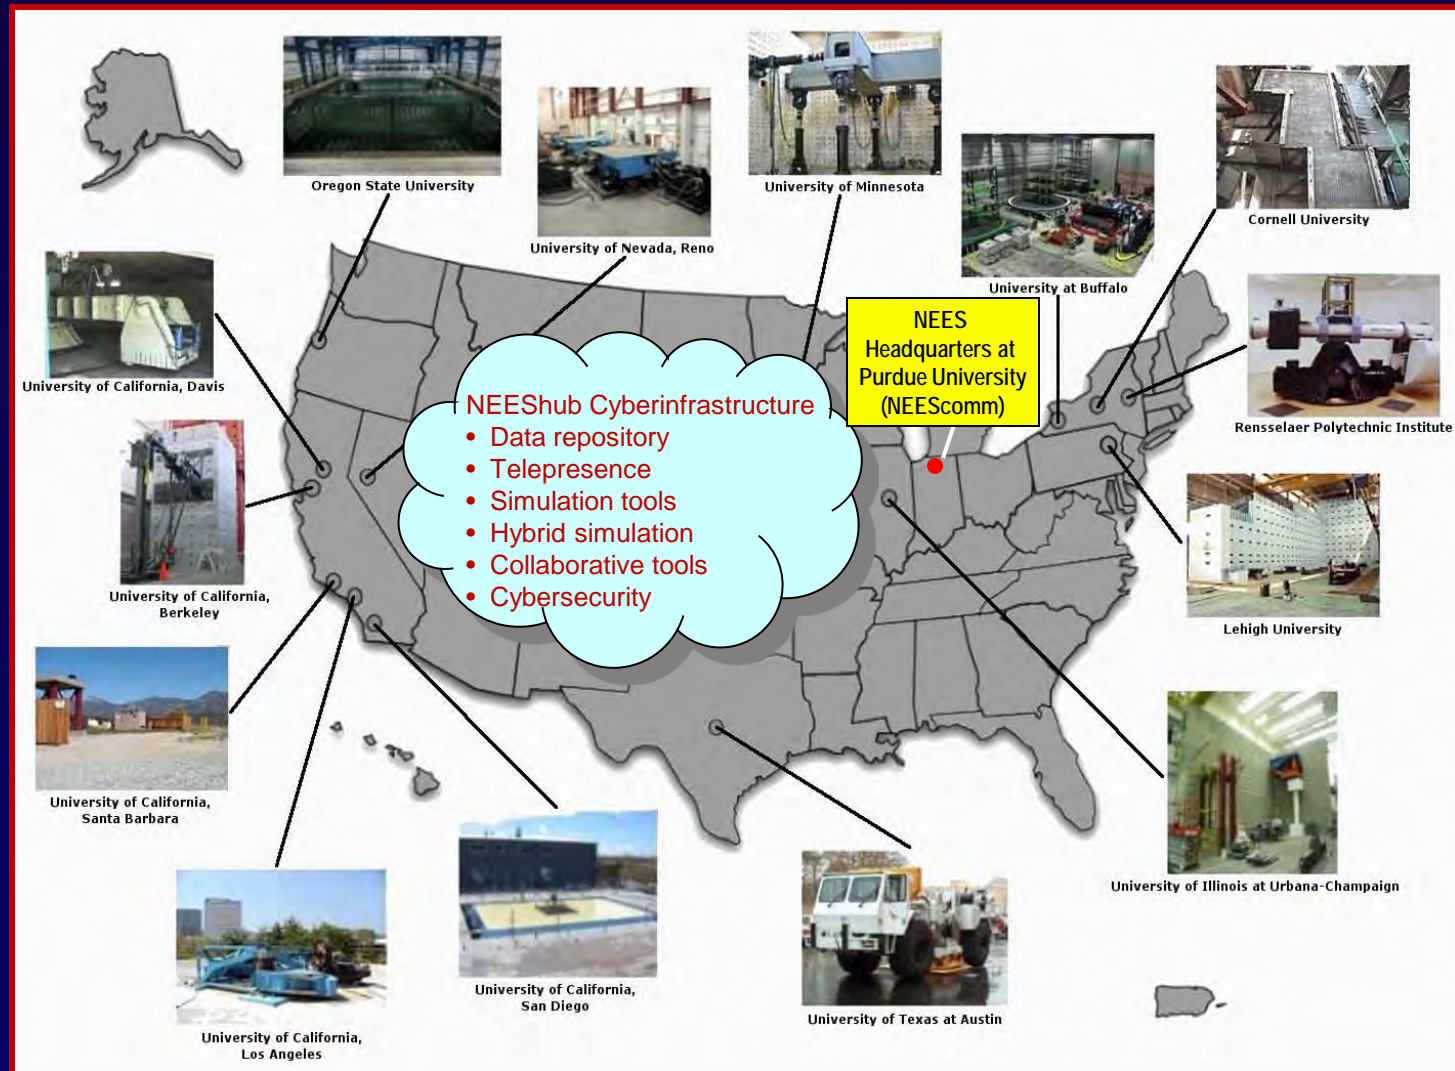 Oregon State University
University of Nevada, Reno
University of Minnesota
University at Buffalo
Cornell University
University of California, Davis
NEES
Headquarters at
Purdue University
(NEEScomm)
Rensselaer Polytechnic Institute
NEEShub Cyberinfrastructure
• Data repository
• Telepresence
• Simulation tools
• Hybrid simulation
• Collaborative tools
• Cybersecurity
University of California,
Berkeley
Lehigh University
University of California,
Santa Barbara
University of Illinois at Urbana-Champaign
University of California,
San Diego
University of Texas at Austin
University of California,
Los Angeles